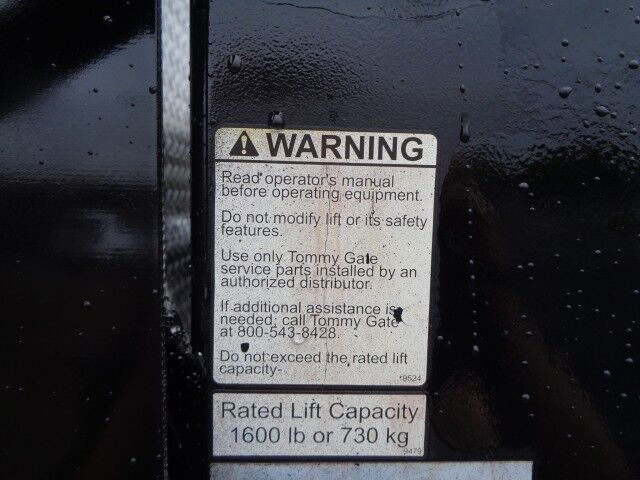 WARNING
Read operator's manual
before operating equipment.
Do not modify lift or its safety
features.
Use only Tommy Gate
service parts installed by an
authorized distributor.
If additional assistance is
needed, call Tommy Gate
at 800-543-8428.
Do not exceed the rated lift
capacity.
*9524
Rated Lift Capacity
1600 lb or 730 kg
9479